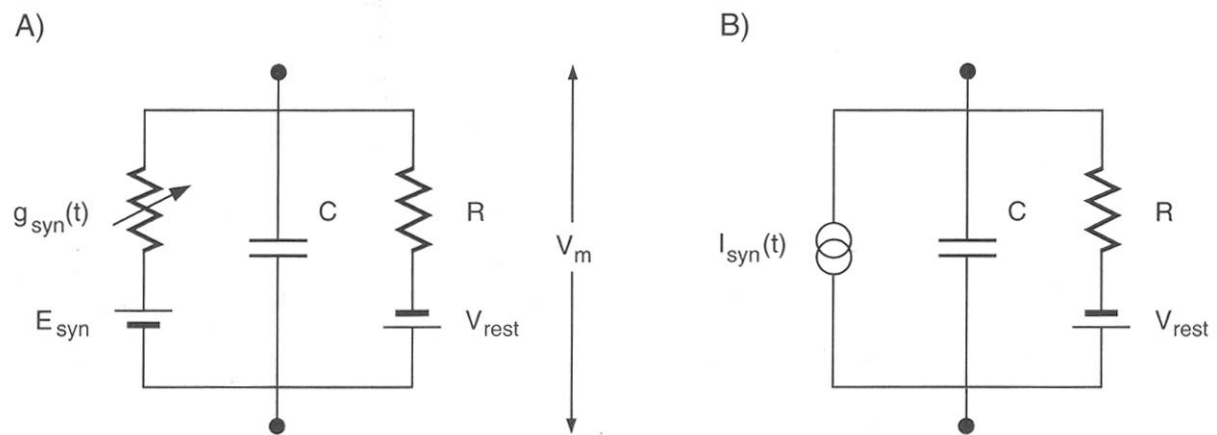 A)
g_syn(t)
C
R
E_syn
V_rest
V_m
B)
I_syn(t)
C
R
V_rest